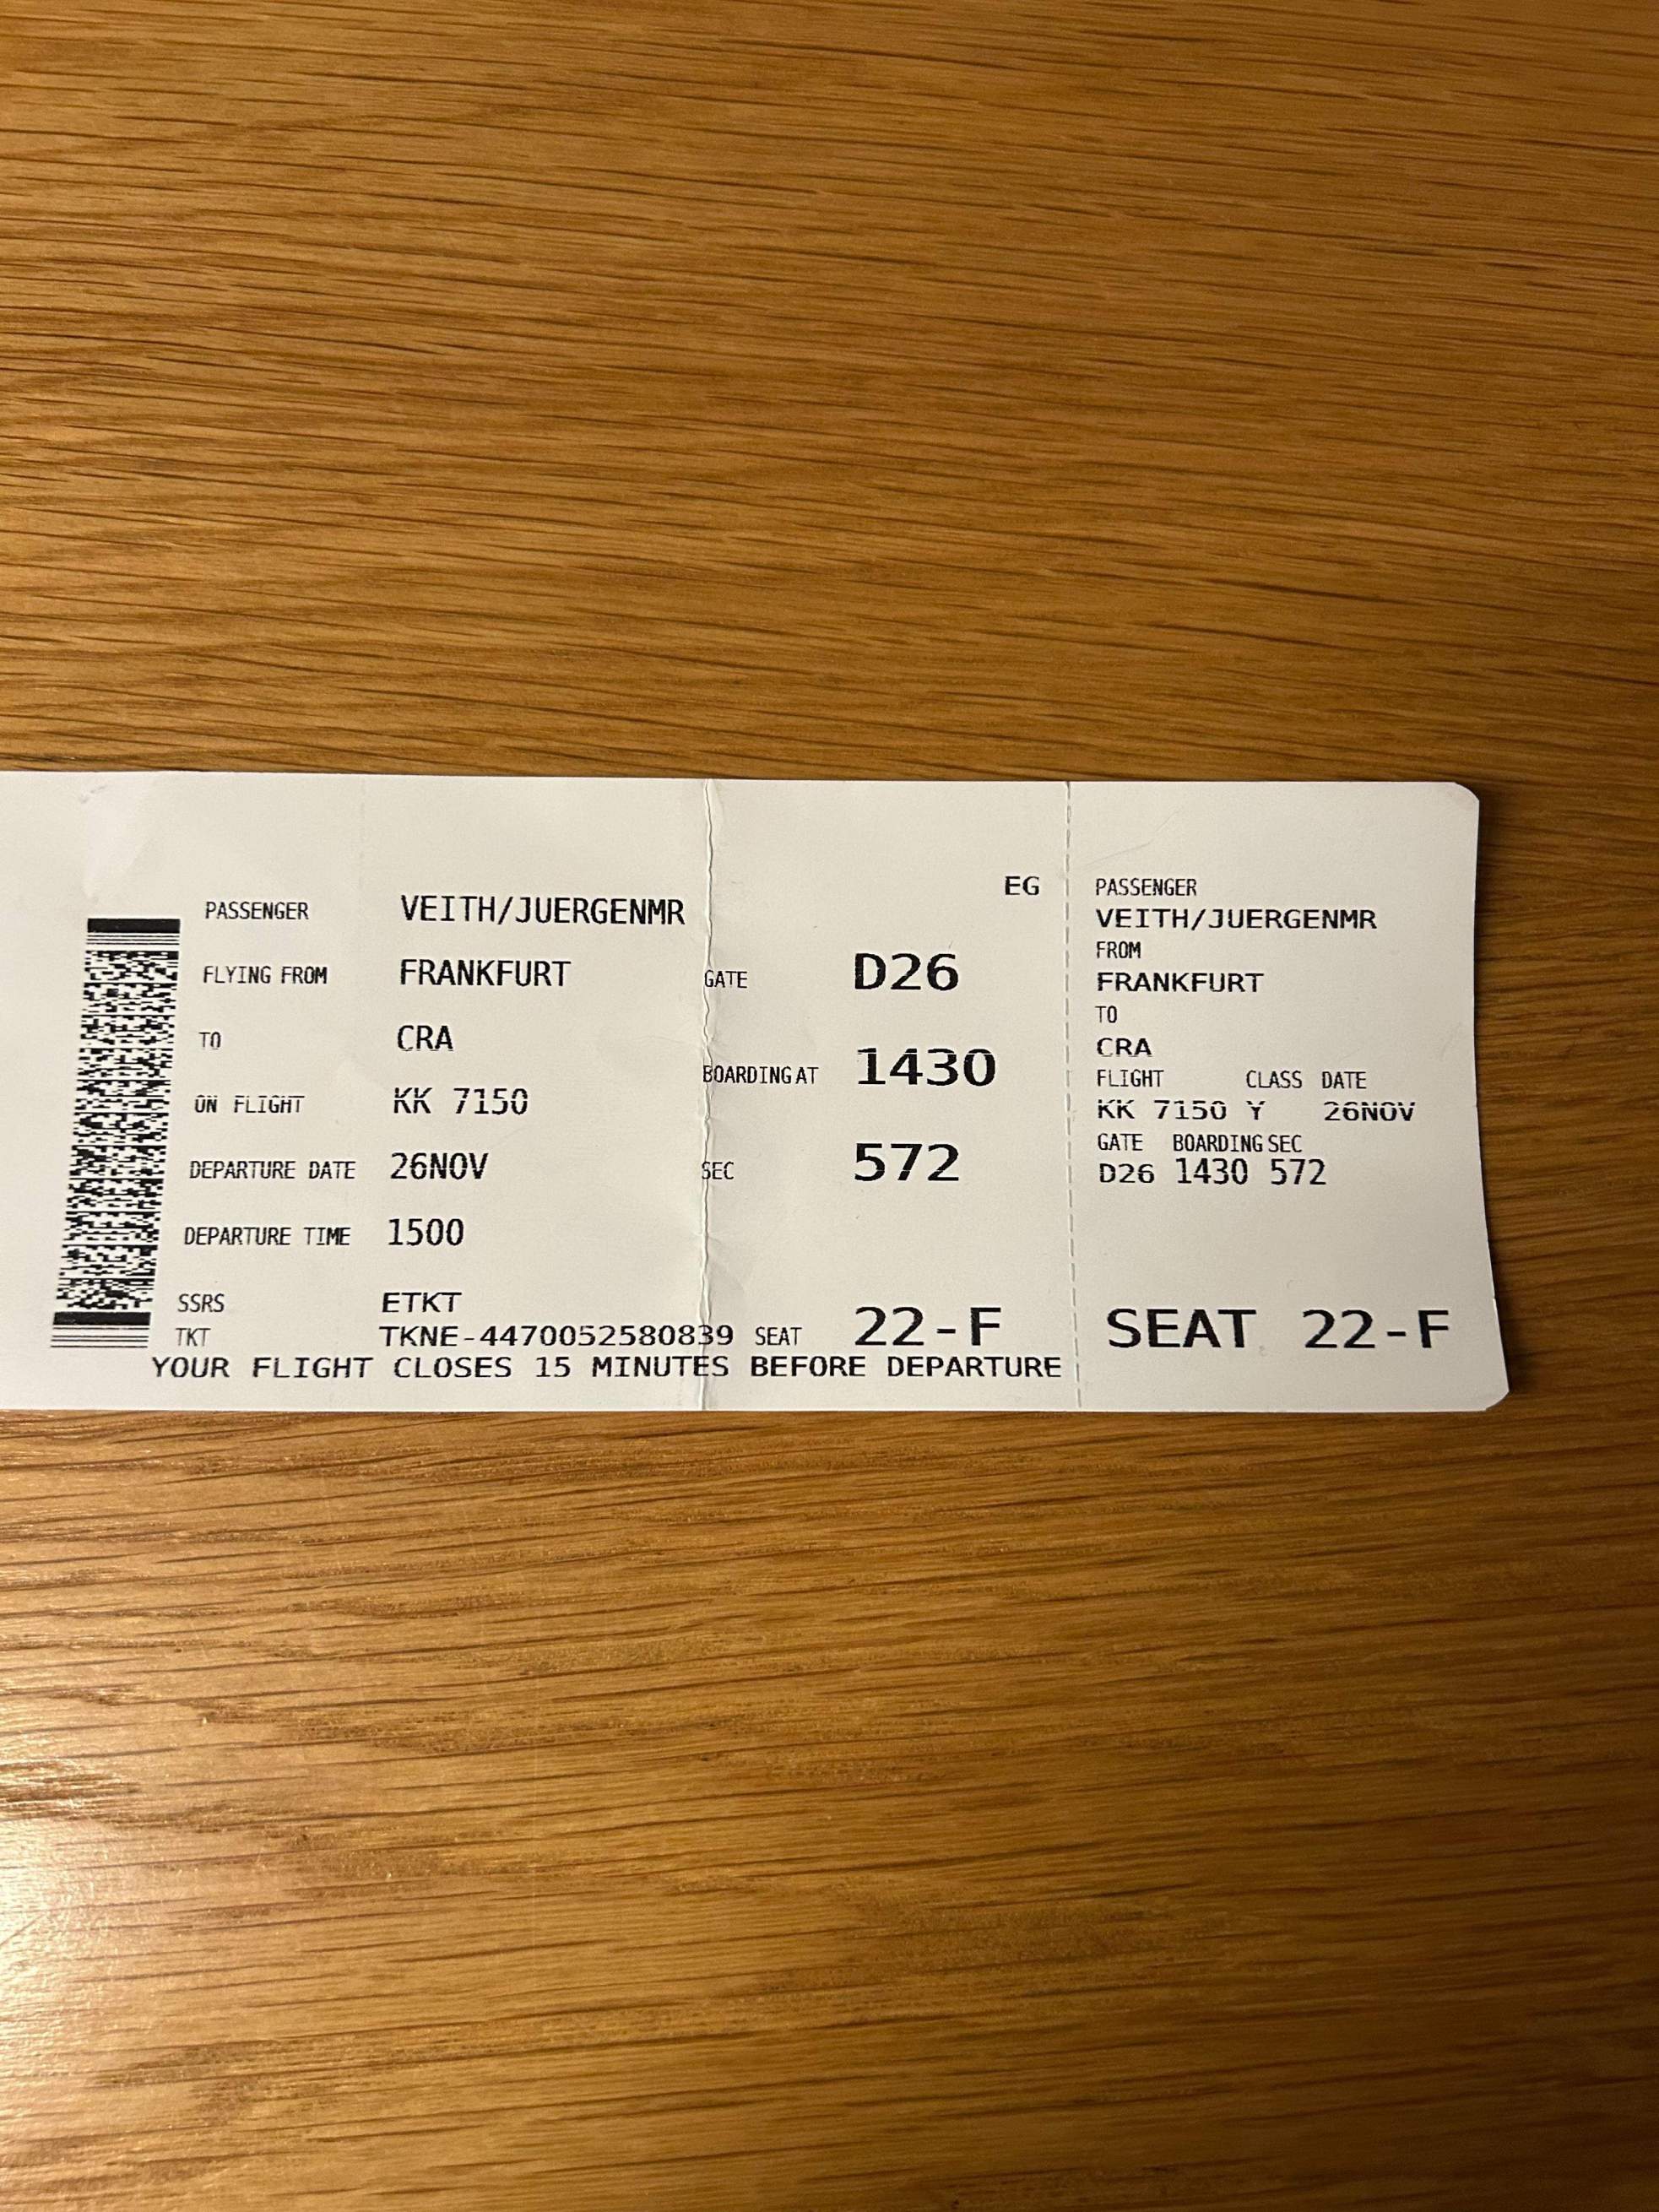 EG
PASSENGER VEITH/JUERGENMR
FLYING FROM FRANKFURT GATE D26
TO CRA
ON FLIGHT KK 7150 BOARDING AT 1430
DEPARTURE DATE 26NOV SEC 572
DEPARTURE TIME 1500
SSRS ETKT
TKT TKNE-4470052580839 SEAT 22-F
YOUR FLIGHT CLOSES 15 MINUTES BEFORE DEPARTURE
PASSENGER
VEITH/JUERGENMR
FROM
FRANKFURT
TO
CRA
FLIGHT CLASS DATE
KK 7150 Y 26NOV
GATE BOARDING SEC
D26 1430 572
SEAT 22-F